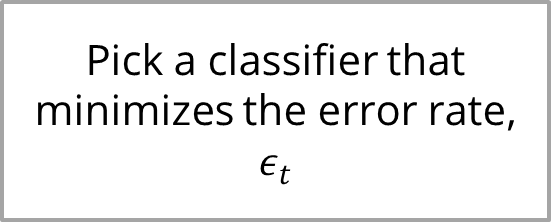 Pick a classifier that
minimizes the error rate,
ϵₜ